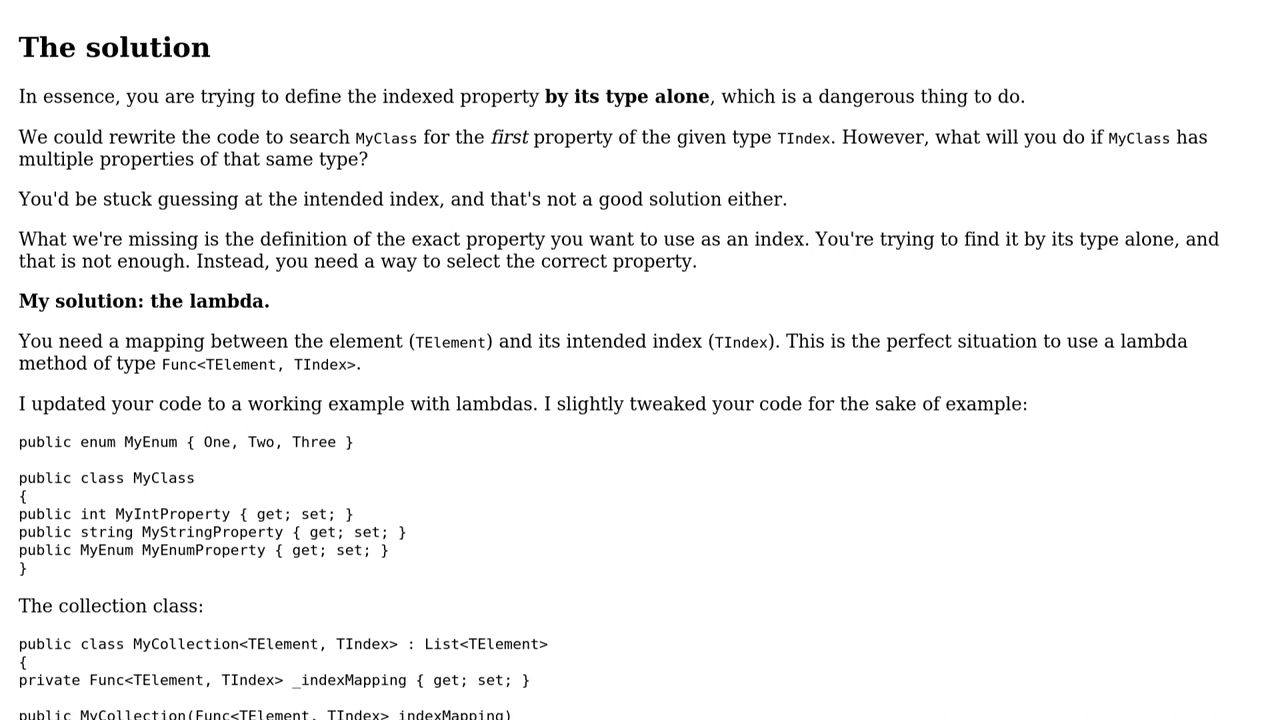 The solution
In essence, you are trying to define the indexed property by its type alone, which is a dangerous thing to do.
We could rewrite the code to search MyClass for the first property of the given type TIndex. However, what will you do if MyClass has
multiple properties of that same type?
You'd be stuck guessing at the intended index, and that's not a good solution either.
What we're missing is the definition of the exact property you want to use as an index. You're trying to find it by its type alone, and
that is not enough. Instead, you need a way to select the correct property.
My solution: the lambda.
You need a mapping between the element (TElement) and its intended index (TIndex). This is the perfect situation to use a lambda
method of type Func<TElement, TIndex>.
I updated your code to a working example with lambdas. I slightly tweaked your code for the sake of example:
public enum MyEnum { One, Two, Three }
public class MyClass
{
public int MyIntProperty { get; set; }
public string MyStringProperty { get; set; }
public MyEnum MyEnumProperty { get; set; }
}
The collection class:
public class MyCollection<TElement, TIndex> : List<TElement>
{
private Func<TElement, TIndex> _indexMapping { get; set; }
public MyCollection(Func<TElement, TIndex> indexMapping)